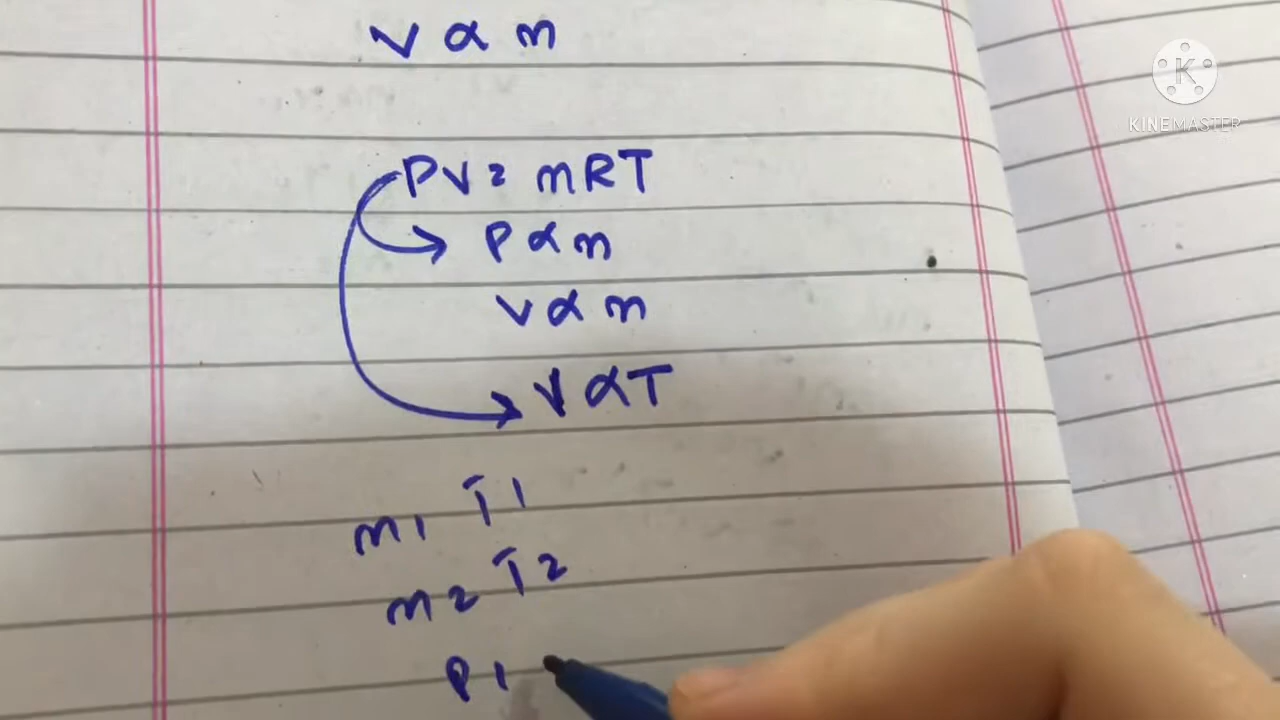 V α n
KINEMASTER
PV = nRT
P α n
V α n
V α T
n1 T1
n2 T2
P1